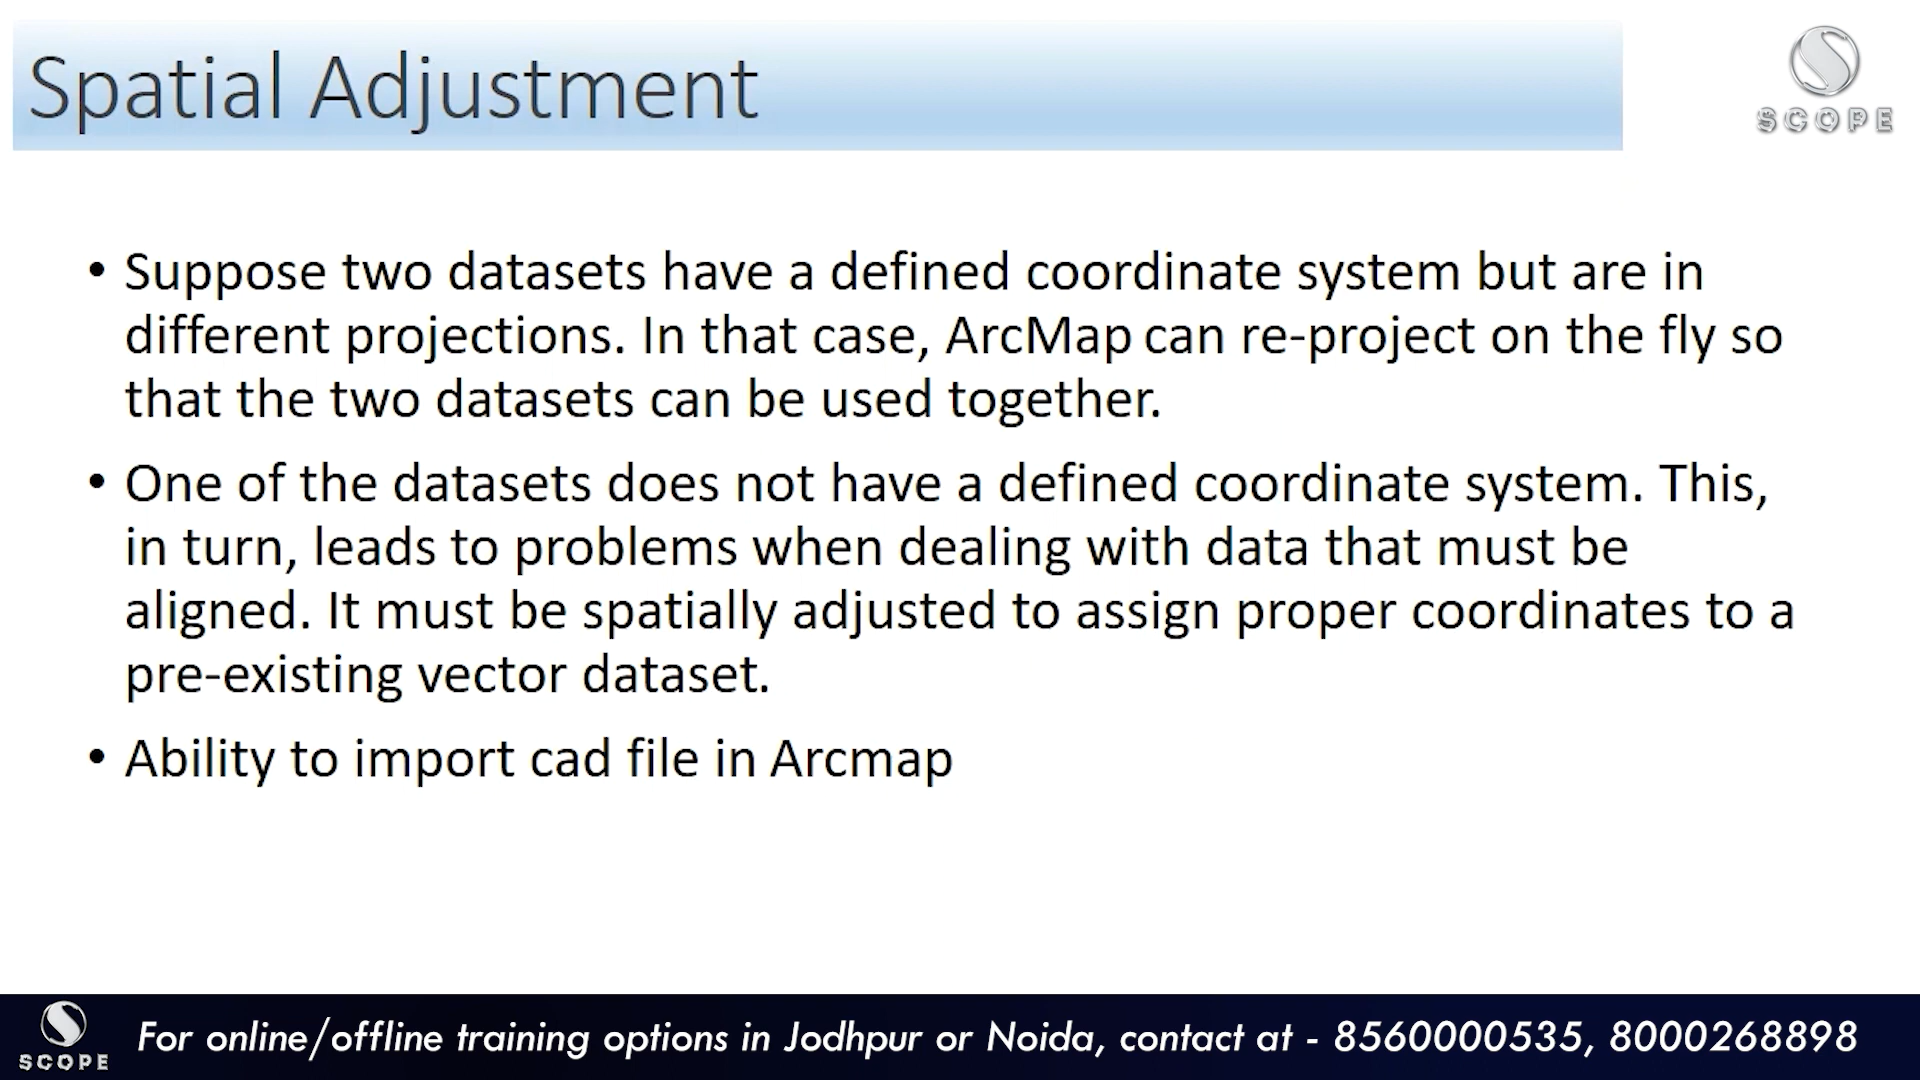 Spatial Adjustment
SCOPE
• Suppose two datasets have a defined coordinate system but are in
different projections. In that case, ArcMap can re-project on the fly so
that the two datasets can be used together.
• One of the datasets does not have a defined coordinate system. This,
in turn, leads to problems when dealing with data that must be
aligned. It must be spatially adjusted to assign proper coordinates to a
pre-existing vector dataset.
• Ability to import cad file in Arcmap
SCOPE
For online/offline training options in Jodhpur or Noida, contact at - 8560000535, 8000268898